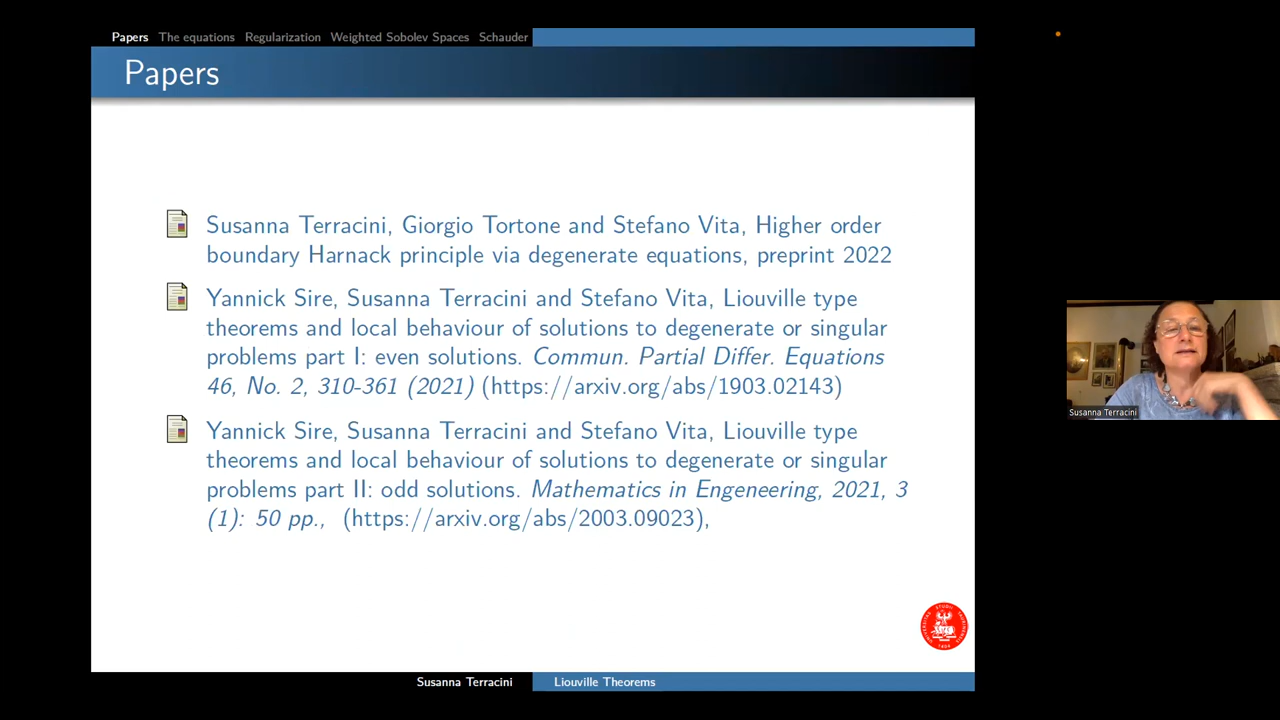 Papers The equations Regularization Weighted Sobolev Spaces Schauder
Papers
Susanna Terracini, Giorgio Tortone and Stefano Vita, Higher order
boundary Harnack principle via degenerate equations, preprint 2022
Yannick Sire, Susanna Terracini and Stefano Vita, Liouville type
theorems and local behaviour of solutions to degenerate or singular
problems part I: even solutions. Commun. Partial Differ. Equations
46, No. 2, 310-361 (2021) (https://arxiv.org/abs/1903.02143)
Yannick Sire, Susanna Terracini and Stefano Vita, Liouville type
theorems and local behaviour of solutions to degenerate or singular
problems part II: odd solutions. Mathematics in Engeneering, 2021, 3
(1): 50 pp., (https://arxiv.org/abs/2003.09023),
Susanna Terracini
Susanna Terracini Liouville Theorems